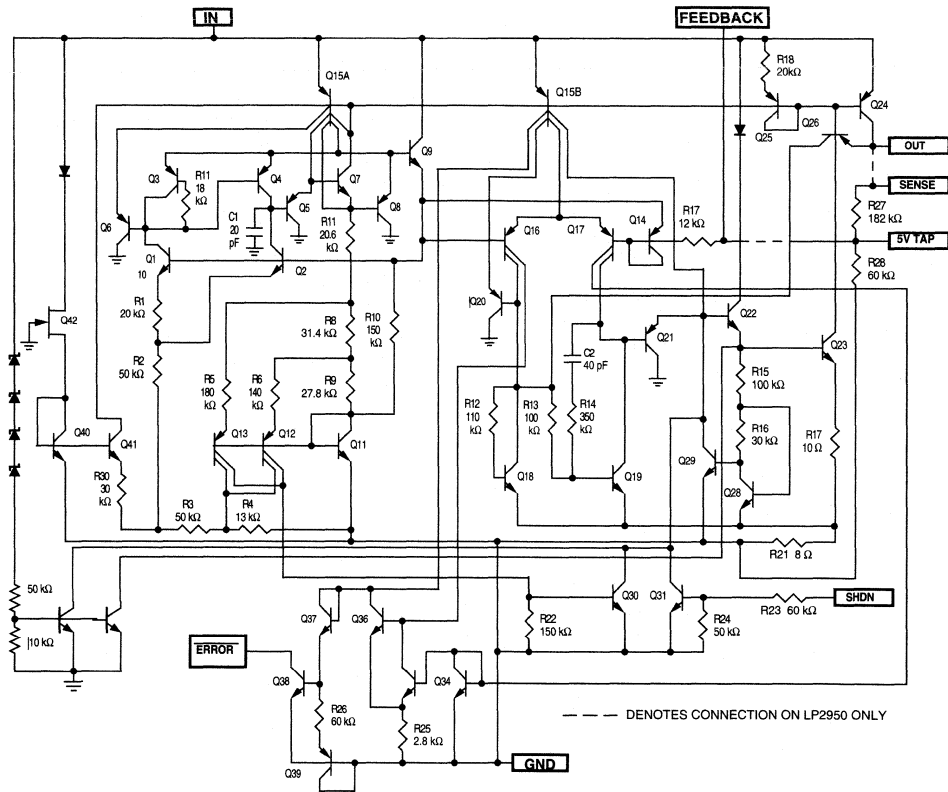 IN
FEEDBACK
Q15A
Q15B
R18
20kΩ
Q24
Q25
Q26
Q9
OUT
Q3
R11
18
kΩ
Q4
Q5
Q7
Q8
SENSE
Q6
C1
20
pF
R11
20.6
kΩ
Q16
Q17
Q14
R17
12 kΩ
R27
182 kΩ
5V TAP
Q1
10
Q2
R28
60 kΩ
R1
20 kΩ
R8
31.4 kΩ
R10
150
kΩ
Q20
Q22
Q42
Q21
Q23
R2
50 kΩ
R5
180
kΩ
R6
140
kΩ
R9
27.8 kΩ
C2
40 pF
R15
100 kΩ
R12
110
kΩ
R13
100
kΩ
R14
350
kΩ
R16
30 kΩ
R17
10 Ω
Q40
Q41
Q13
Q12
Q11
Q18
Q19
Q29
Q28
R30
30
kΩ
R3
50 kΩ
R4
13 kΩ
R21 8 Ω
50 kΩ
10 kΩ
Q37
Q36
R22
150 kΩ
Q30
Q31
R24
50 kΩ
R23 60 kΩ
SHDN
ERROR
Q38
Q34
R26
60
kΩ
R25
2.8 kΩ
DENOTES CONNECTION ON LP2950 ONLY
Q39
GND